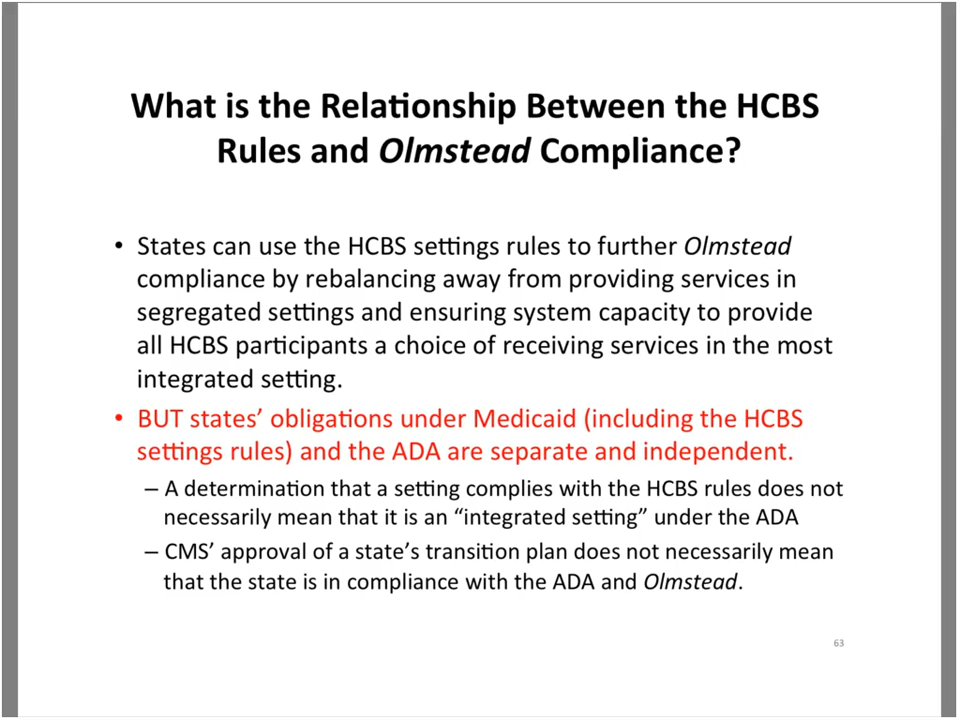 What is the Relationship Between the HCBS
Rules and Olmstead Compliance?
• States can use the HCBS settings rules to further Olmstead
compliance by rebalancing away from providing services in
segregated settings and ensuring system capacity to provide
all HCBS participants a choice of receiving services in the most
integrated setting.
• BUT states’ obligations under Medicaid (including the HCBS
settings rules) and the ADA are separate and independent.
– A determination that a setting complies with the HCBS rules does not
necessarily mean that it is an “integrated setting” under the ADA
– CMS’ approval of a state’s transition plan does not necessarily mean
that the state is in compliance with the ADA and Olmstead.
63